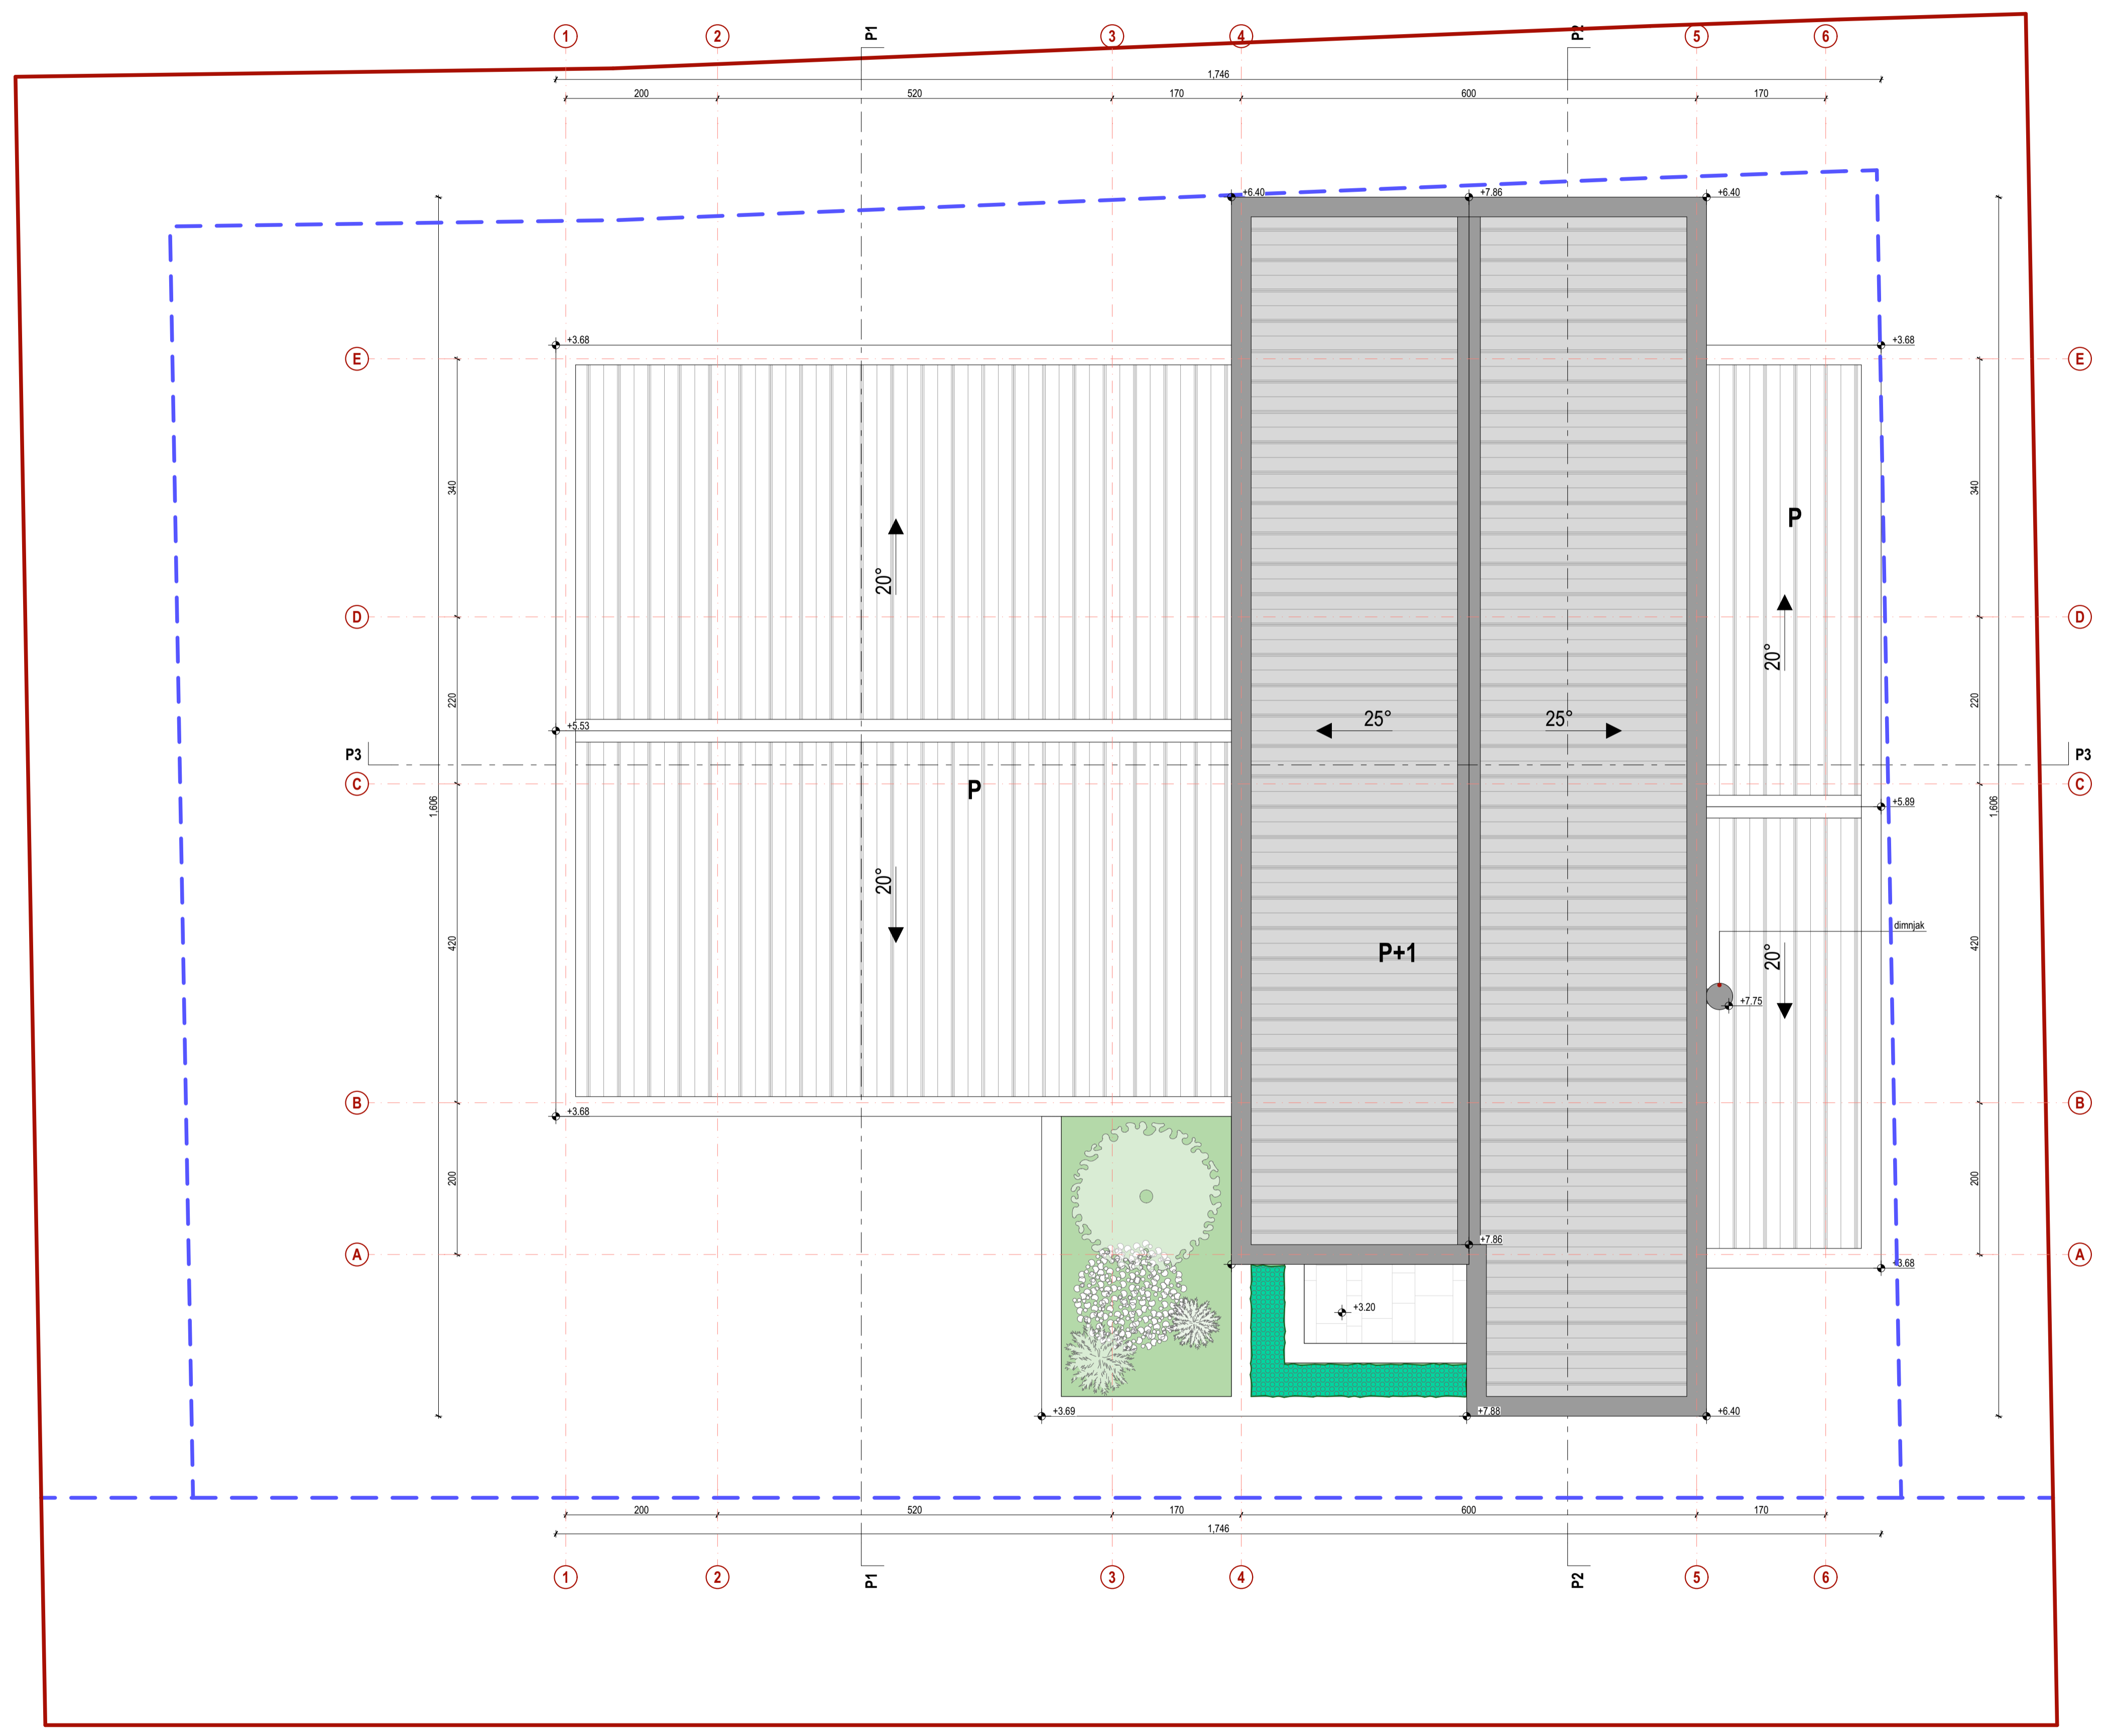 1 2 P1 3 4 P2 5 6
1,746
200 520 170 600 170
+6.40 +7.86 +6.40
+3.68 +3.68
E E
340 P 340
20°
D D
20°
220 220
25° 25°
+5.53
P3 P3
C P C
1,606 +5.89 1,606
20°
420 dimnjak 420
P+1 20°
+7.75
B B
+3.68
200 200
+7.86
A A
+3.68
+3.20
+3.69 +7.88 +6.40
200 520 170 600 170
1,746
1 2 P1 3 4 P2 5 6